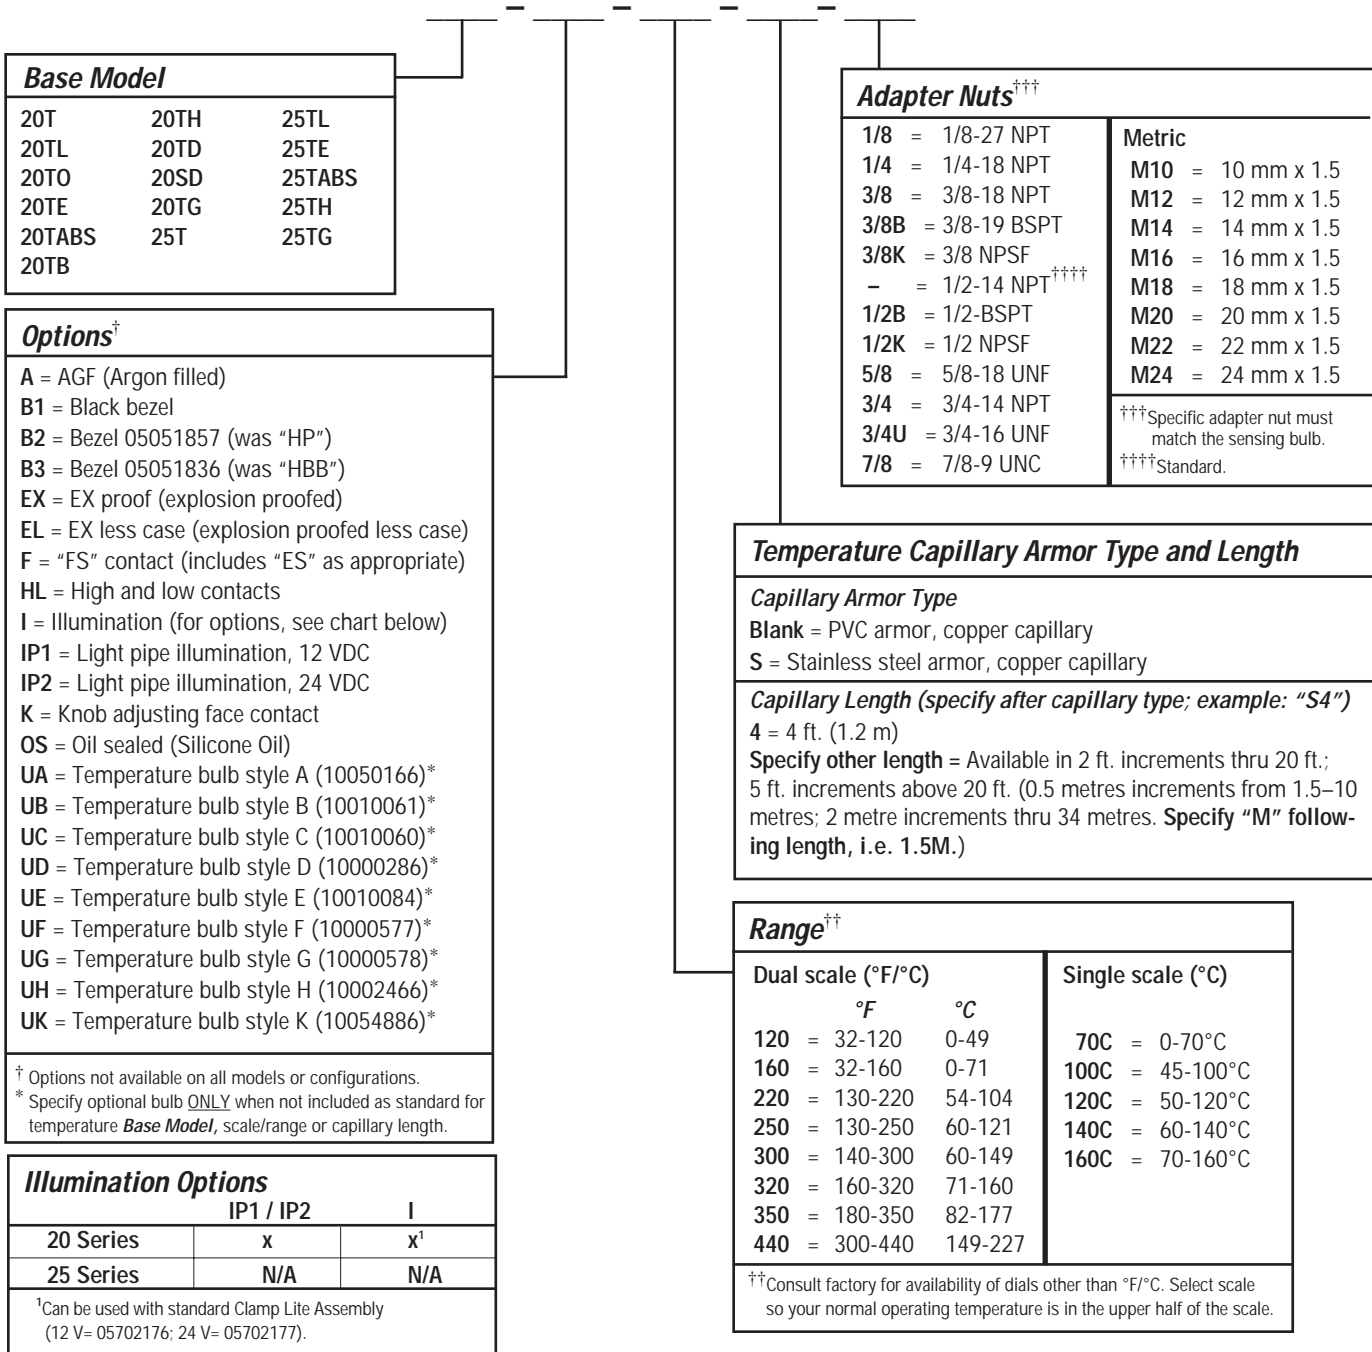 ____ – ____ – ____ – ____ – ____
Base Model
20T 20TH 25TL
20TL 20TD 25TE
20TO 20SD 25TABS
20TE 20TG 25TH
20TABS 25T 25TG
20TB
Options†
A = AGF (Argon filled)
B1 = Black bezel
B2 = Bezel 05051857 (was “HP”)
B3 = Bezel 05051836 (was “HBB”)
EX = EX proof (explosion proofed)
EL = EX less case (explosion proofed less case)
F = “FS” contact (includes “ES” as appropriate)
HL = High and low contacts
I = Illumination (for options, see chart below)
IP1 = Light pipe illumination, 12 VDC
IP2 = Light pipe illumination, 24 VDC
K = Knob adjusting face contact
OS = Oil sealed (Silicone Oil)
UA = Temperature bulb style A (10050166)*
UB = Temperature bulb style B (10010061)*
UC = Temperature bulb style C (10010060)*
UD = Temperature bulb style D (10000286)*
UE = Temperature bulb style E (10010084)*
UF = Temperature bulb style F (10000577)*
UG = Temperature bulb style G (10000578)*
UH = Temperature bulb style H (10002466)*
UK = Temperature bulb style K (10054886)*
† Options not available on all models or configurations.
* Specify optional bulb ONLY when not included as standard for
temperature Base Model, scale/range or capillary length.
Illumination Options
IP1 / IP2 I
20 Series x x¹
25 Series N/A N/A
¹Can be used with standard Clamp Lite Assembly
(12 V= 05702176; 24 V= 05702177).
Adapter Nuts†††
1/8 = 1/8-27 NPT
1/4 = 1/4-18 NPT
3/8 = 3/8-18 NPT
3/8B = 3/8-19 BSPT
3/8K = 3/8 NPSF
– = 1/2-14 NPT††††
1/2B = 1/2-BSPT
1/2K = 1/2 NPSF
5/8 = 5/8-18 UNF
3/4 = 3/4-14 NPT
3/4U = 3/4-16 UNF
7/8 = 7/8-9 UNC
Metric
M10 = 10 mm x 1.5
M12 = 12 mm x 1.5
M14 = 14 mm x 1.5
M16 = 16 mm x 1.5
M18 = 18 mm x 1.5
M20 = 20 mm x 1.5
M22 = 22 mm x 1.5
M24 = 24 mm x 1.5
†††Specific adapter nut must
match the sensing bulb.
††††Standard.
Temperature Capillary Armor Type and Length
Capillary Armor Type
Blank = PVC armor, copper capillary
S = Stainless steel armor, copper capillary
Capillary Length (specify after capillary type; example: “S4”)
4 = 4 ft. (1.2 m)
Specify other length = Available in 2 ft. increments thru 20 ft.;
5 ft. increments above 20 ft. (0.5 metres increments from 1.5–10
metres; 2 metre increments thru 34 metres. Specify “M” follow-
ing length, i.e. 1.5M.)
Range††
Dual scale (°F/°C)
°F °C
120 = 32-120 0-49
160 = 32-160 0-71
220 = 130-220 54-104
250 = 130-250 60-121
300 = 140-300 60-149
320 = 160-320 71-160
350 = 180-350 82-177
440 = 300-440 149-227
Single scale (°C)
70C = 0-70°C
100C = 45-100°C
120C = 50-120°C
140C = 60-140°C
160C = 70-160°C
††Consult factory for availability of dials other than °F/°C. Select scale
so your normal operating temperature is in the upper half of the scale.